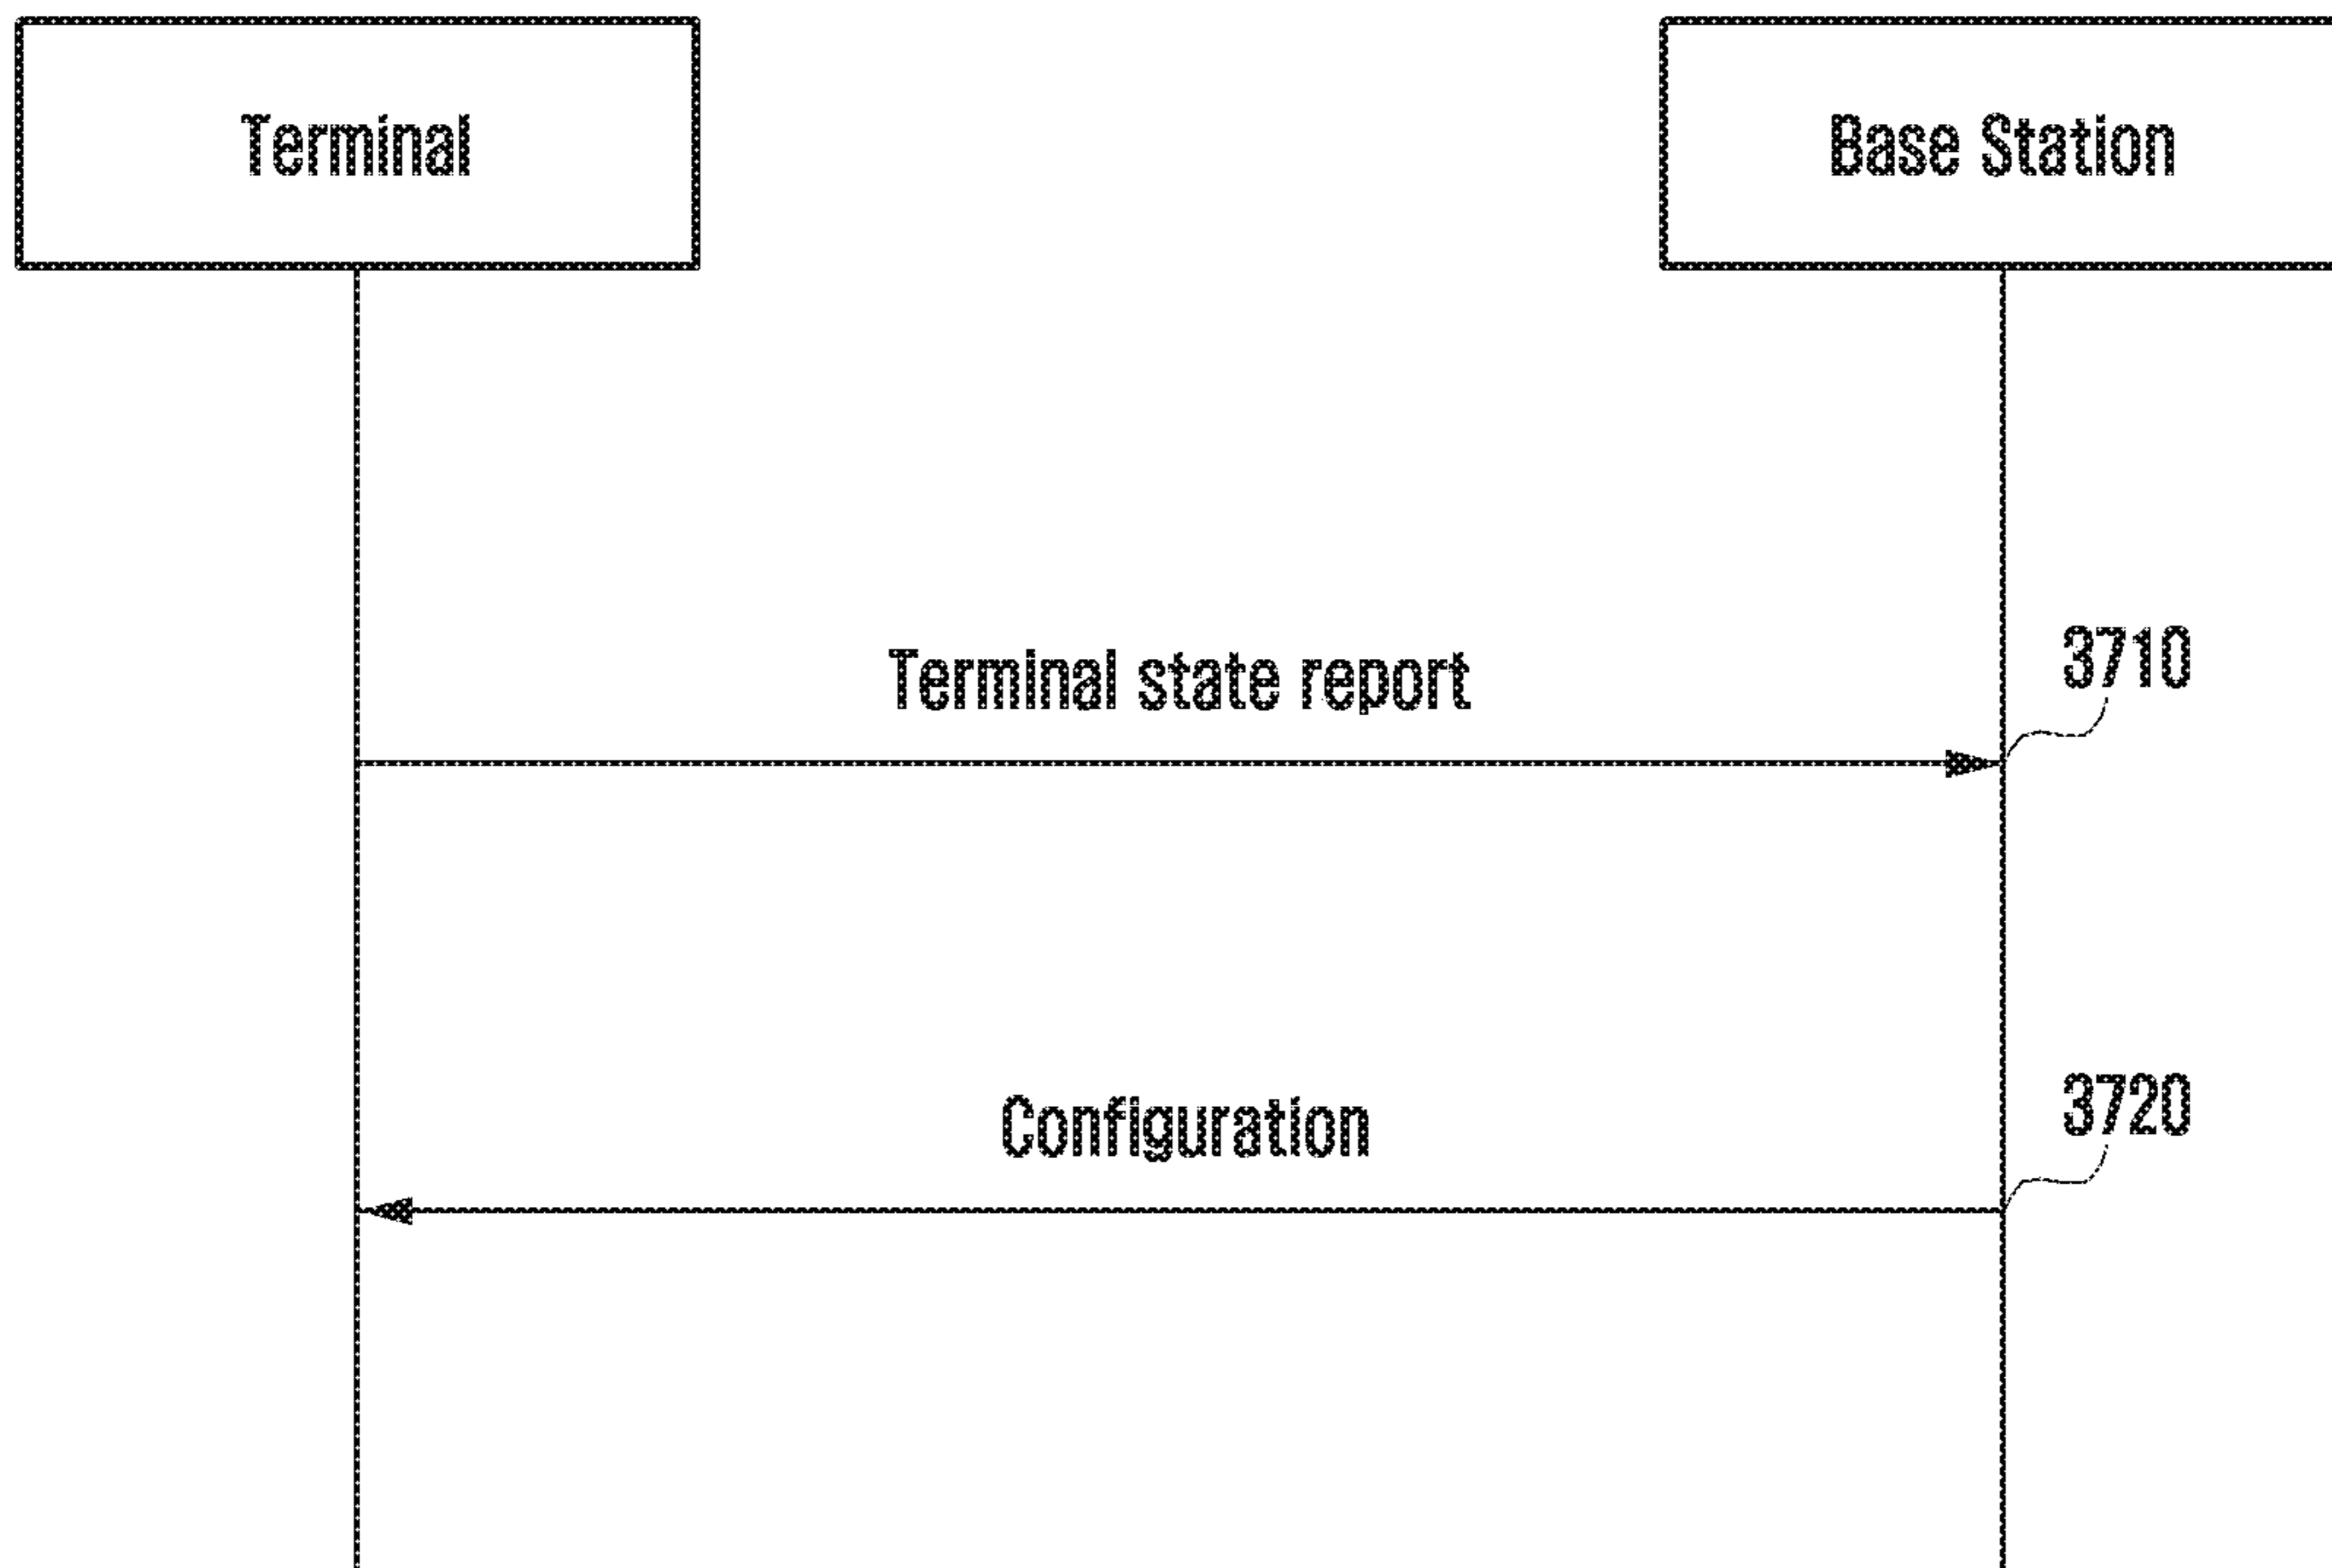 Terminal
Base Station
Terminal state report
3710
Configuration
3720